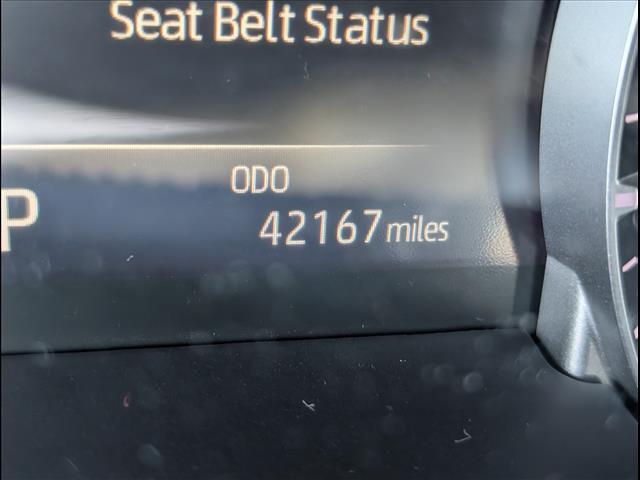 Seat Belt Status
ODO
P
42167 miles